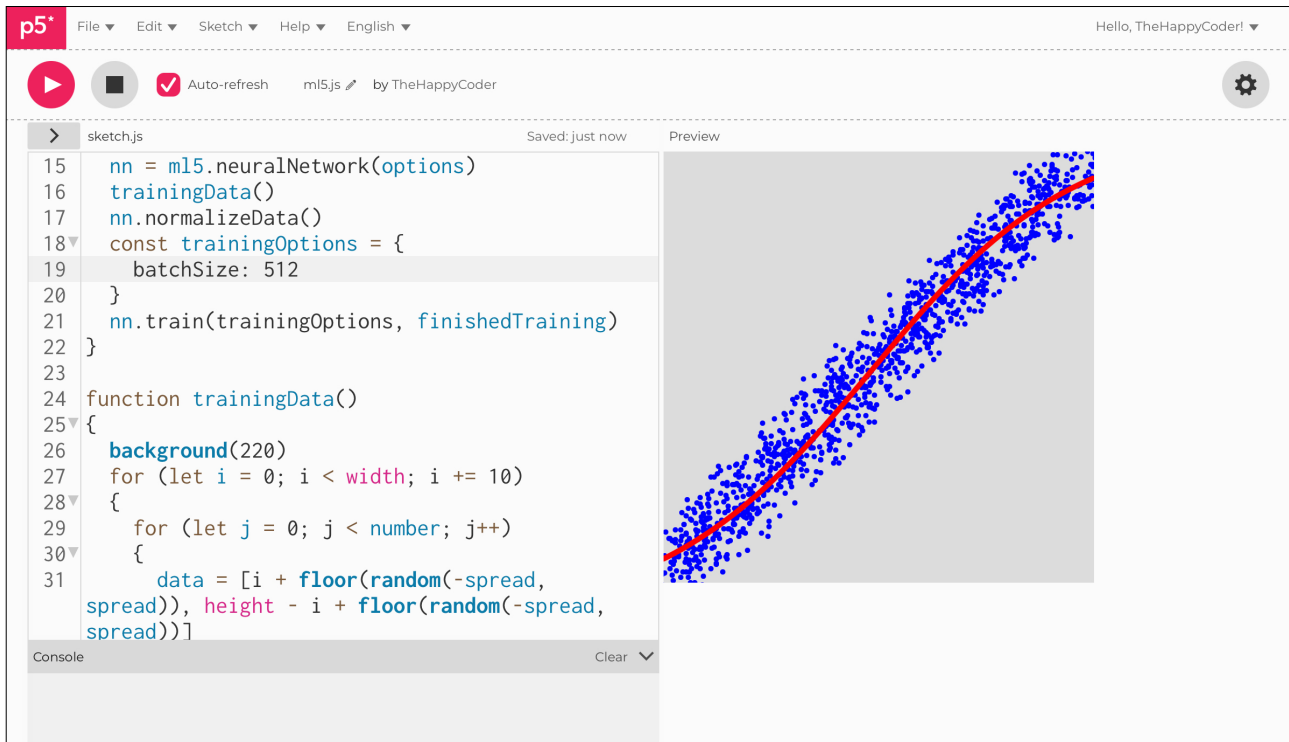 p5* File Edit Sketch Help English Hello, TheHappyCoder!
Auto-refresh ml5.js by TheHappyCoder
sketch.js Saved: just now Preview
15 nn = ml5.neuralNetwork(options)
16 trainingData()
17 nn.normalizeData()
18 const trainingOptions = {
19 batchSize: 512
20 }
21 nn.train(trainingOptions, finishedTraining)
22 }
23
24 function trainingData()
25 {
26 background(220)
27 for (let i = 0; i < width; i += 10)
28 {
29 for (let j = 0; j < number; j++)
30 {
31 data = [i + floor(random(-spread,
spread)), height - i + floor(random(-spread,
spread))]
Console Clear